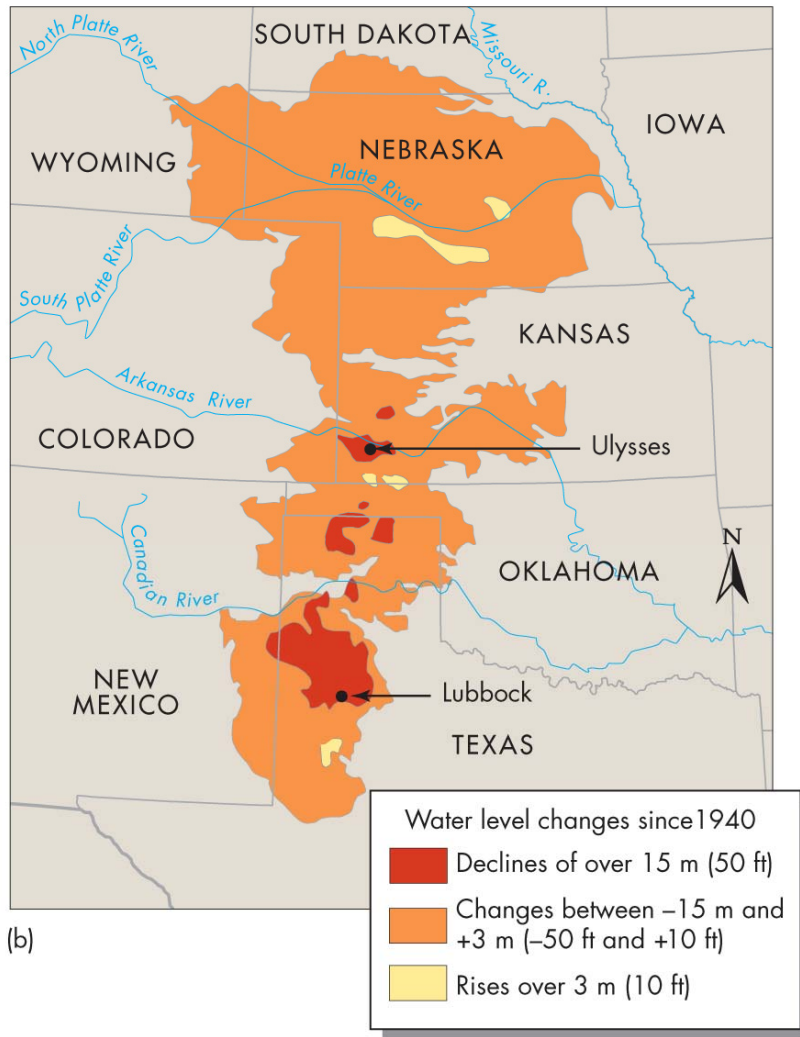 SOUTH DAKOTA
North Platte River
Missouri R.
IOWA
WYOMING
NEBRASKA
Platte River
South Platte River
KANSAS
Arkansas River
COLORADO
Ulysses
N
Canadian River
OKLAHOMA
NEW
MEXICO
Lubbock
TEXAS
Water level changes since1940
Declines of over 15 m (50 ft)
Changes between –15 m and
+3 m (–50 ft and +10 ft)
Rises over 3 m (10 ft)
(b)